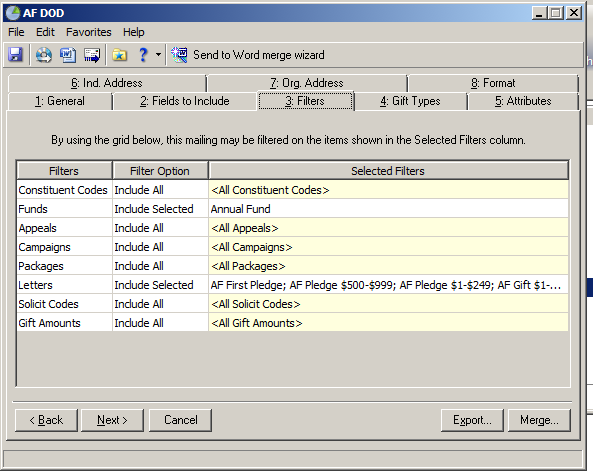 AF DOD
File Edit Favorites Help
Send to Word merge wizard
6: Ind. Address 7: Org. Address 8: Format
1: General 2: Fields to Include 3: Filters 4: Gift Types 5: Attributes
By using the grid below, this mailing may be filtered on the items shown in the Selected Filters column.
Filters Filter Option Selected Filters
Constituent Codes Include All <All Constituent Codes>
Funds Include Selected Annual Fund
Appeals Include All <All Appeals>
Campaigns Include All <All Campaigns>
Packages Include All <All Packages>
Letters Include Selected AF First Pledge; AF Pledge $500-$999; AF Pledge $1-$249; AF Gift $1-...
Solicit Codes Include All <All Solicit Codes>
Gift Amounts Include All <All Gift Amounts>
< Back Next > Cancel Export... Merge...